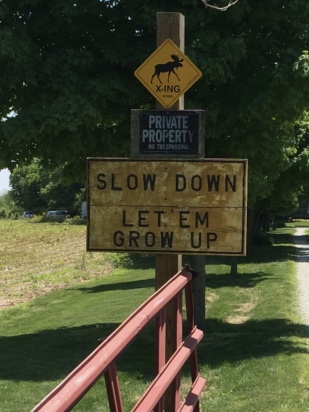 X-ING
PRIVATE
PROPERTY
NO TRESPASSING
SLOW DOWN
LET'EM
GROW UP